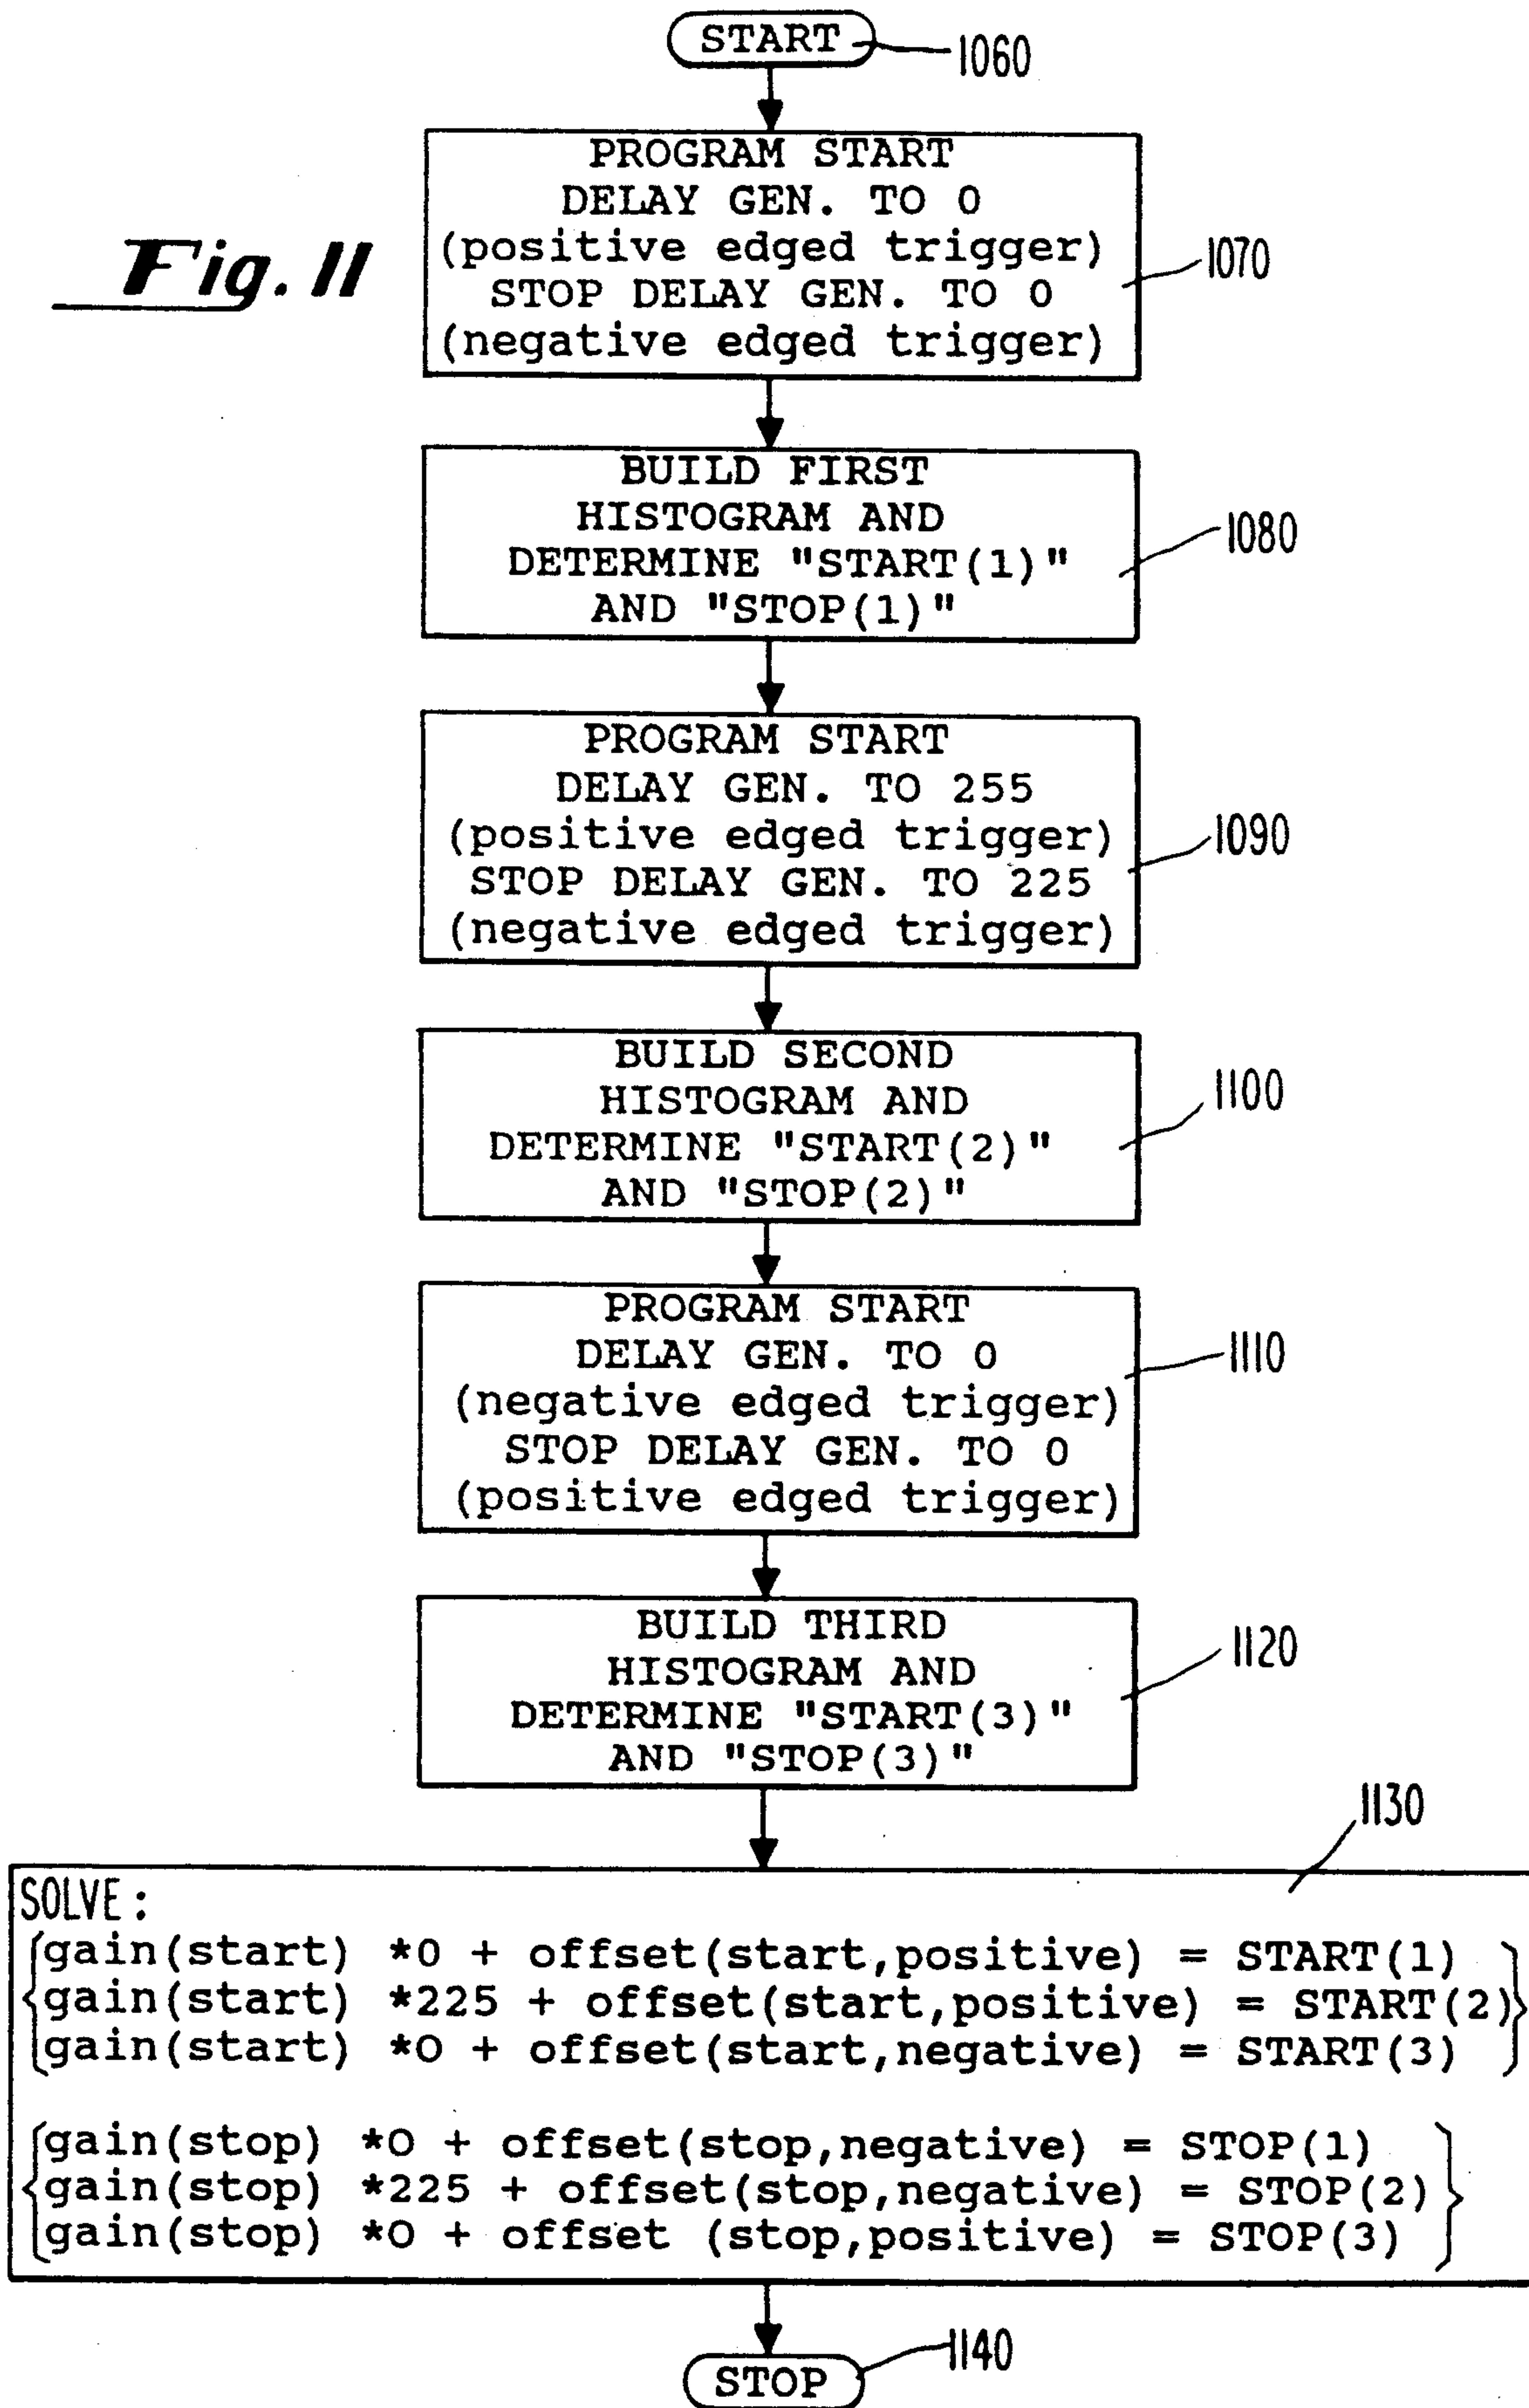 START
1060
Fig. 11
PROGRAM START
DELAY GEN. TO 0
(positive edged trigger)
STOP DELAY GEN. TO 0
(negative edged trigger)
1070
BUILD FIRST
HISTOGRAM AND
DETERMINE "START(1)"
AND "STOP(1)"
1080
PROGRAM START
DELAY GEN. TO 255
(positive edged trigger)
STOP DELAY GEN. TO 225
(negative edged trigger)
1090
BUILD SECOND
HISTOGRAM AND
DETERMINE "START(2)"
AND "STOP(2)"
1100
PROGRAM START
DELAY GEN. TO 0
(negative edged trigger)
STOP DELAY GEN. TO 0
(positive edged trigger)
1110
BUILD THIRD
HISTOGRAM AND
DETERMINE "START(3)"
AND "STOP(3)"
1120
1130
SOLVE:
gain(start) *0 + offset(start,positive) = START(1)
gain(start) *225 + offset(start,positive) = START(2)
gain(start) *0 + offset(start,negative) = START(3)
gain(stop) *0 + offset(stop,negative) = STOP(1)
gain(stop) *225 + offset(stop,negative) = STOP(2)
gain(stop) *0 + offset (stop,positive) = STOP(3)
STOP
1140